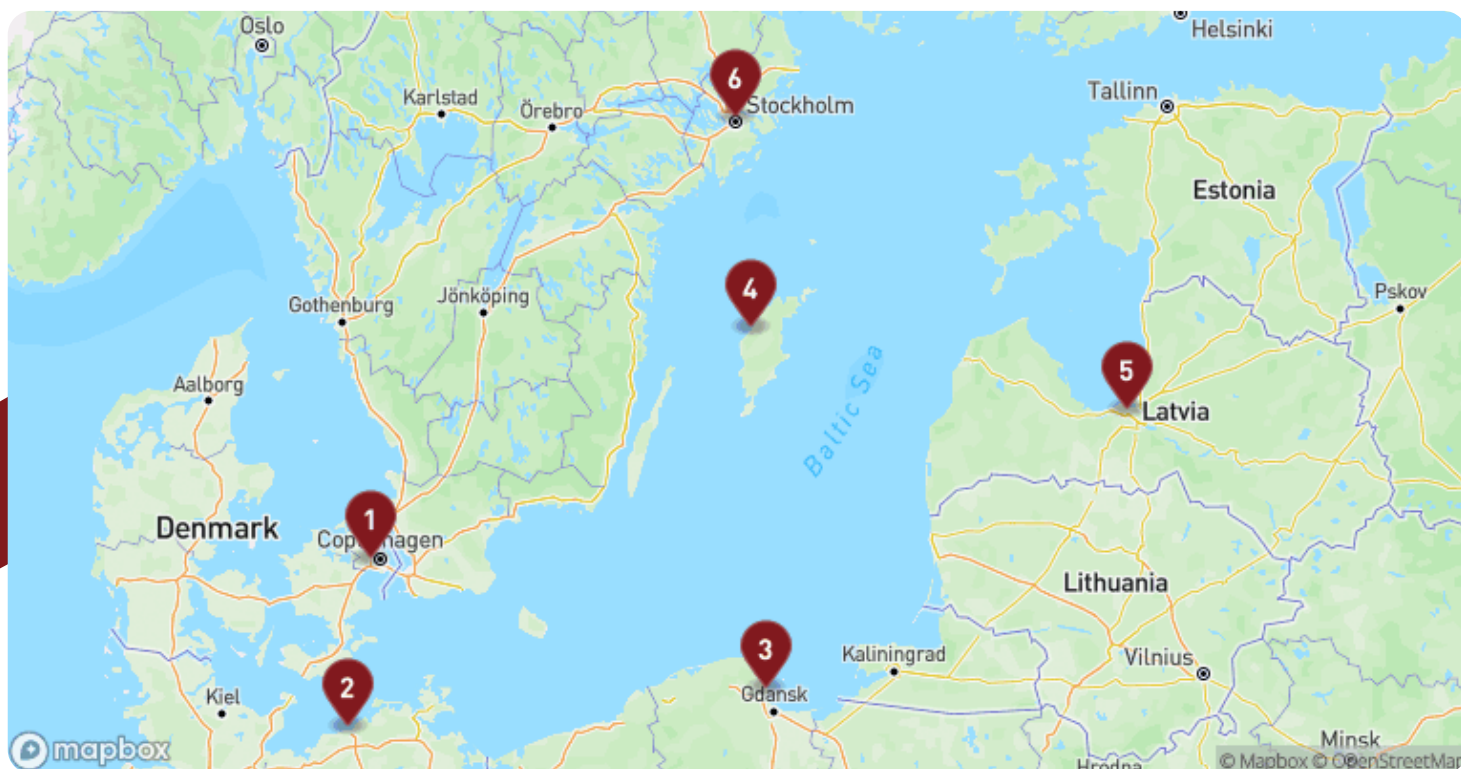 Oslo
Helsinki
6
Karlstad
Örebro
Stockholm
Tallinn
Estonia
4
Gothenburg
Jönköping
Pskov
5
Aalborg
Latvia
Baltic Sea
1
Denmark
Copenhagen
Lithuania
3
Kaliningrad
Vilnius
2
Kiel
Gdansk
Minsk
mapbox
© Mapbox © OpenStreetMap
Hrodna